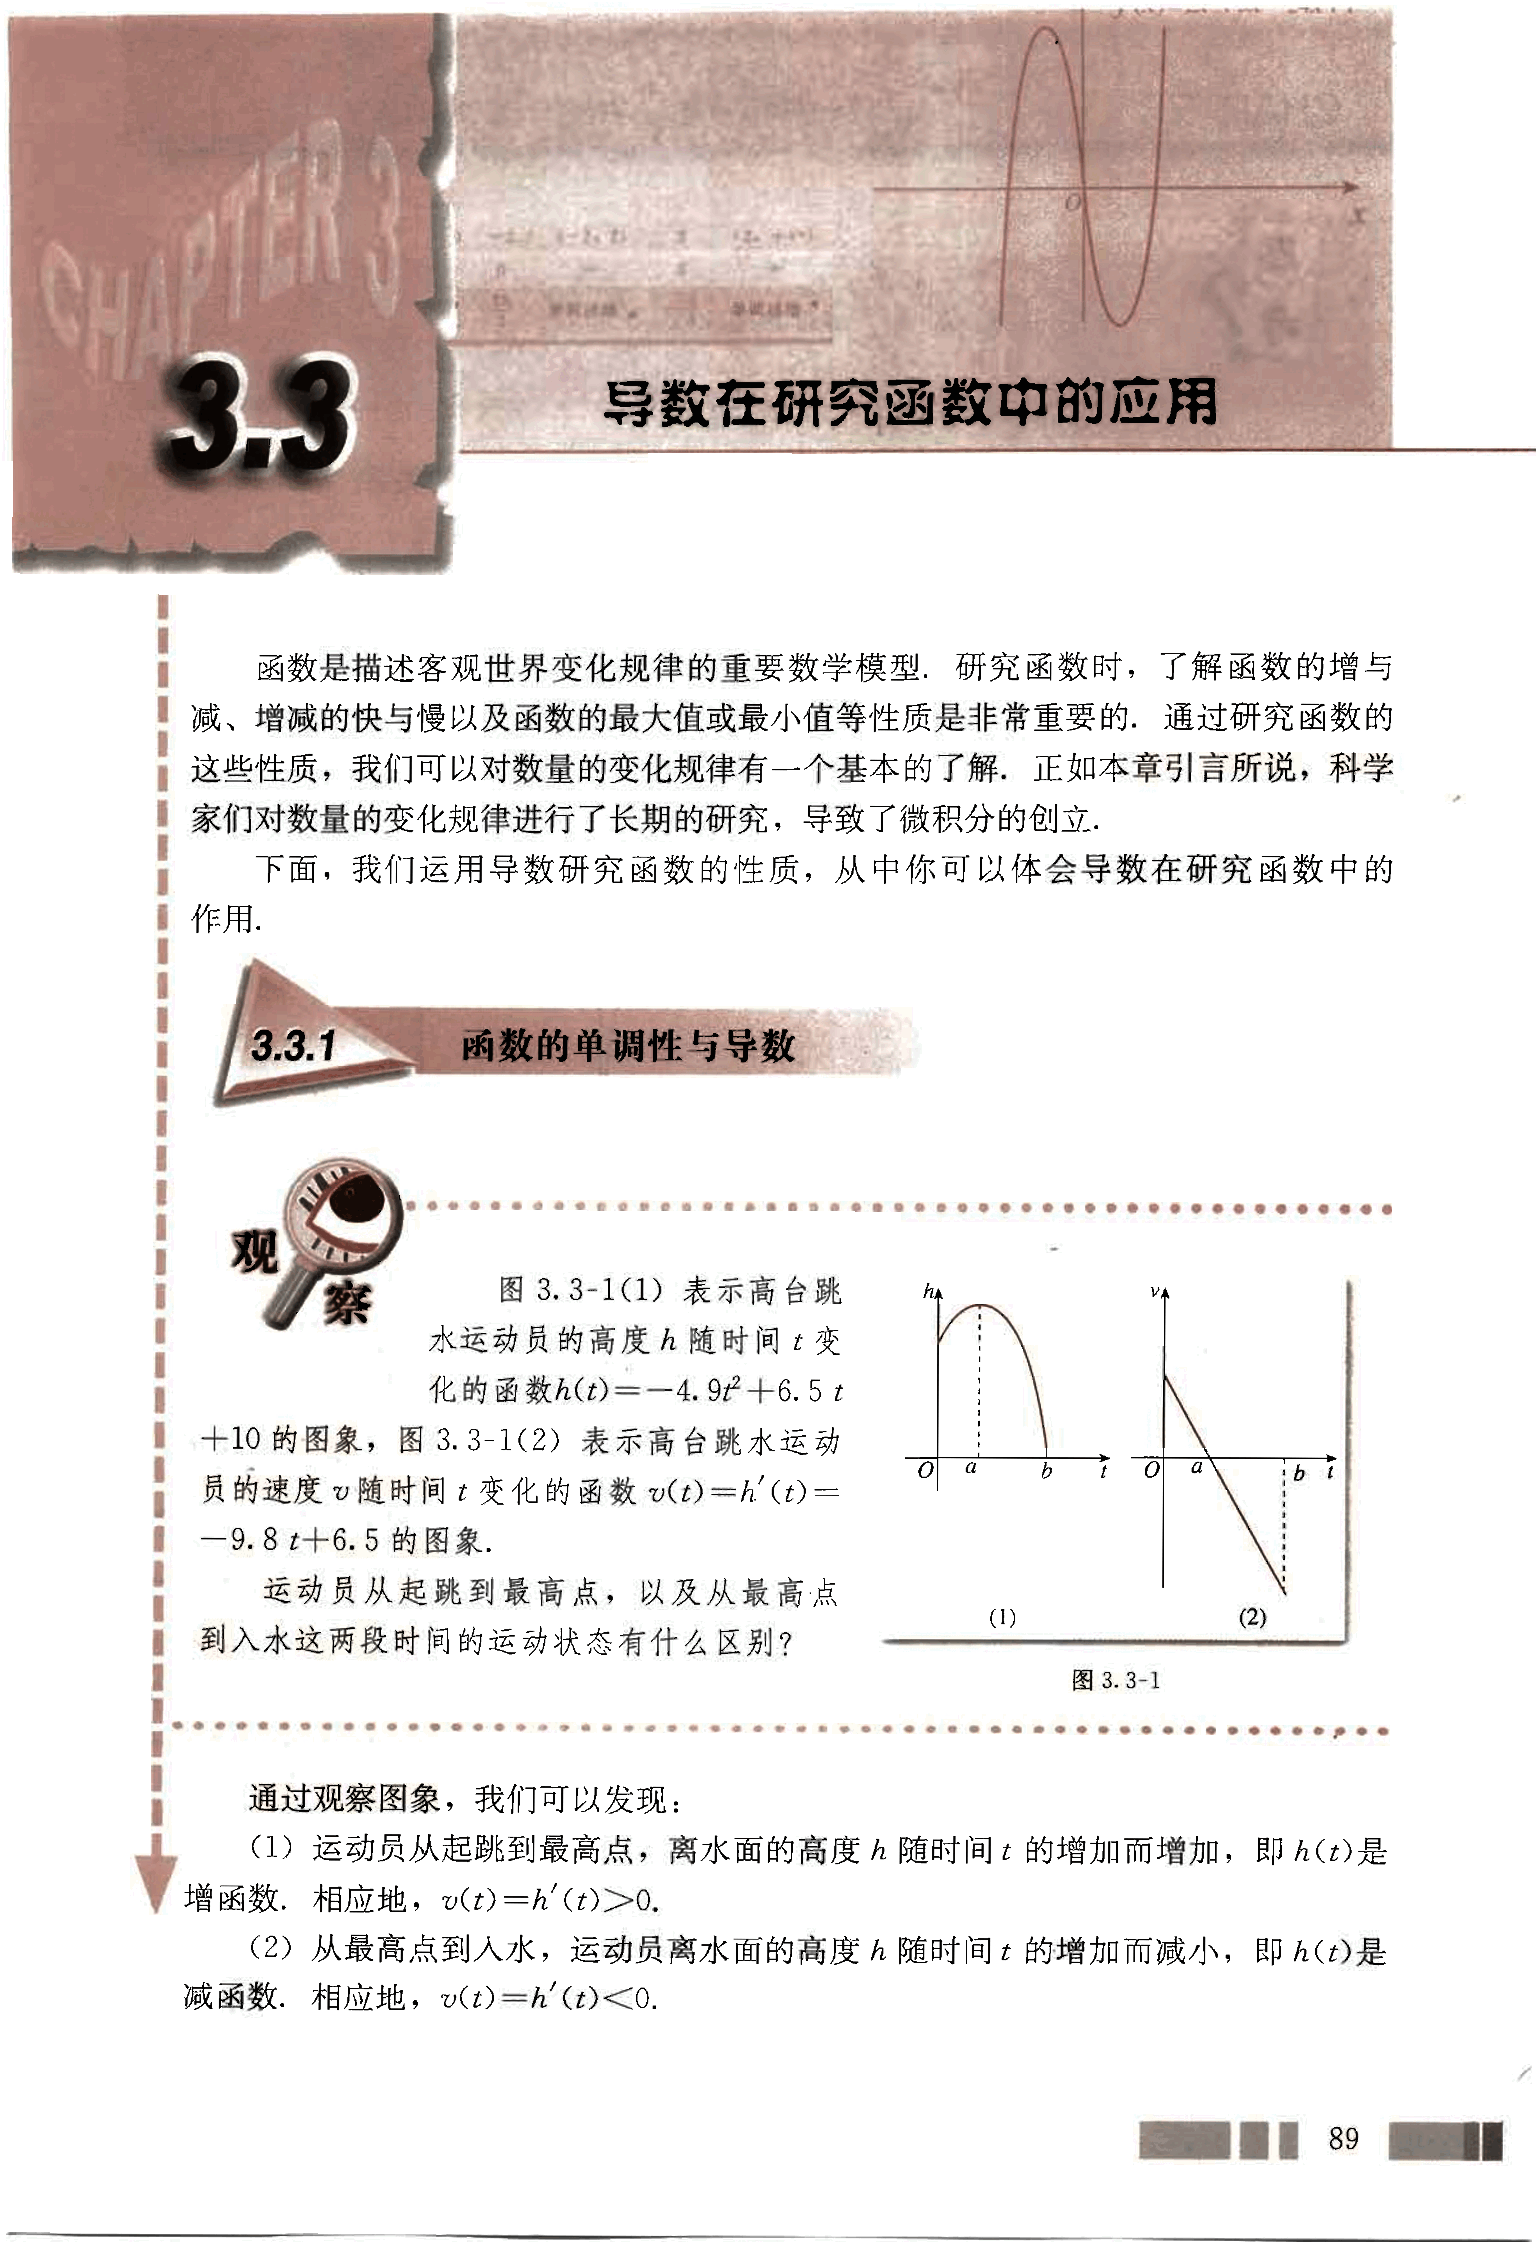 CHAPTER 3
O
x
3.3
导数在研究函数中的应用
函数是描述客观世界变化规律的重要数学模型. 研究函数时，了解函数的增与
减、增减的快与慢以及函数的最大值或最小值等性质是非常重要的. 通过研究函数的
这些性质，我们可以对数量的变化规律有一个基本的了解. 正如本章引言所说，科学
家们对数量的变化规律进行了长期的研究，导致了微积分的创立.
下面，我们运用导数研究函数的性质，从中你可以体会导数在研究函数中的
作用.
3.3.1 函数的单调性与导数
观察
图 3.3-1(1) 表示高台跳
水运动员的高度 h 随时间 t 变
化的函数h(t)=-4.9t²+6.5 t
+10 的图象，图 3.3-1(2) 表示高台跳水运动
员的速度 v 随时间 t 变化的函数 v(t)=h′(t)=
-9.8 t+6.5 的图象.
运动员从起跳到最高点，以及从最高点
到入水这两段时间的运动状态有什么区别?
h
O a b t
(1)
v
O a b t
(2)
图 3.3-1
通过观察图象，我们可以发现：
(1) 运动员从起跳到最高点，离水面的高度 h 随时间 t 的增加而增加，即 h(t)是
增函数. 相应地，v(t)=h′(t)>0.
(2) 从最高点到入水，运动员离水面的高度 h 随时间 t 的增加而减小，即 h(t)是
减函数. 相应地，v(t)=h′(t)<0.
89